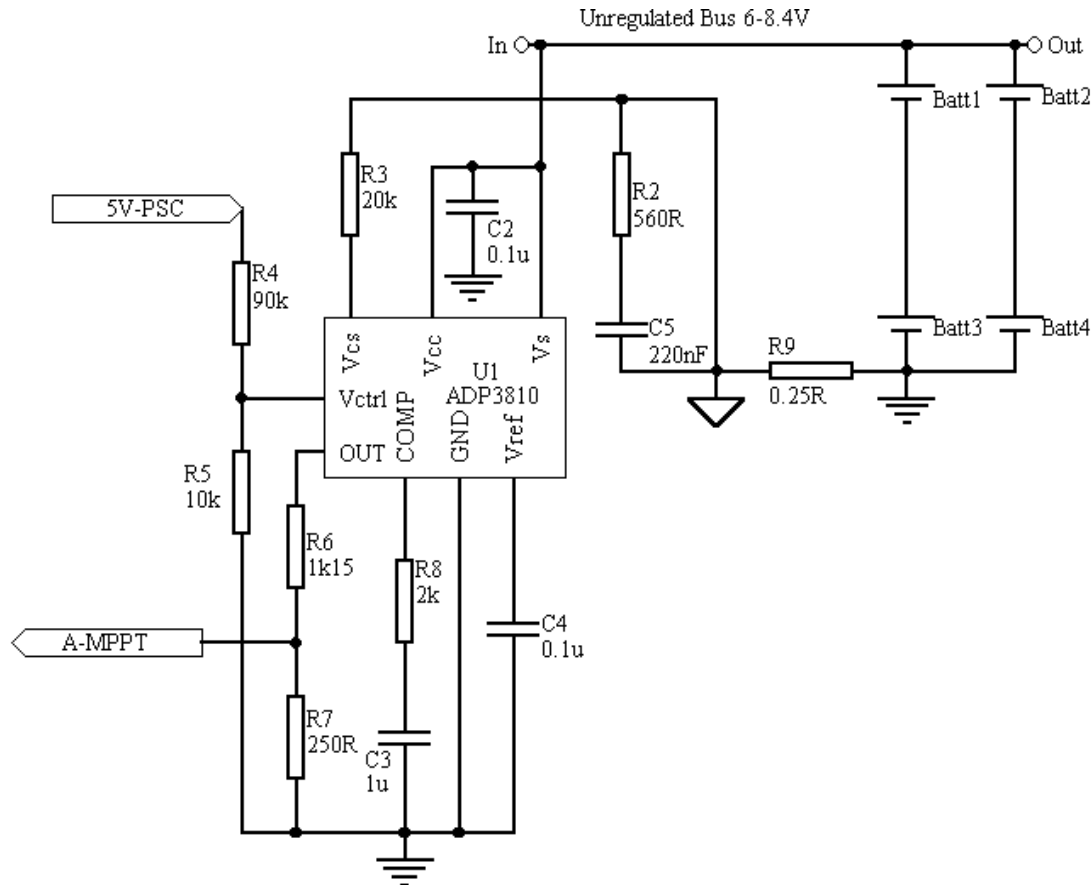 Unregulated Bus 6-8.4V
In
Out
Batt1
Batt2
R3
20k
R2
560R
5V-PSC
C2
0.1u
R4
90k
Vcs
Vcc
Vs
C5
220nF
Batt3
Batt4
U1
ADP3810
R9
0.25R
Vctrl
COMP
GND
Vref
OUT
R5
10k
R6
1k15
R8
2k
C4
0.1u
A-MPPT
R7
250R
C3
1u